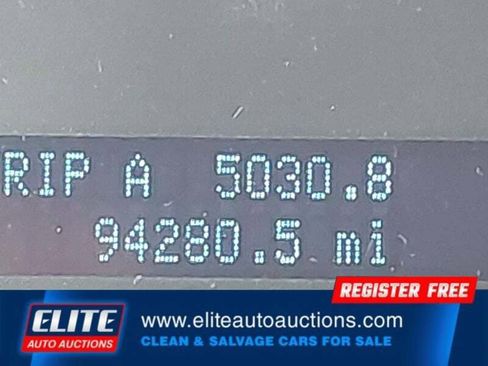 RIP A 5030.8
94280.5 mi
REGISTER FREE
ELITE
AUTO AUCTIONS
www.eliteautoauctions.com
CLEAN & SALVAGE CARS FOR SALE